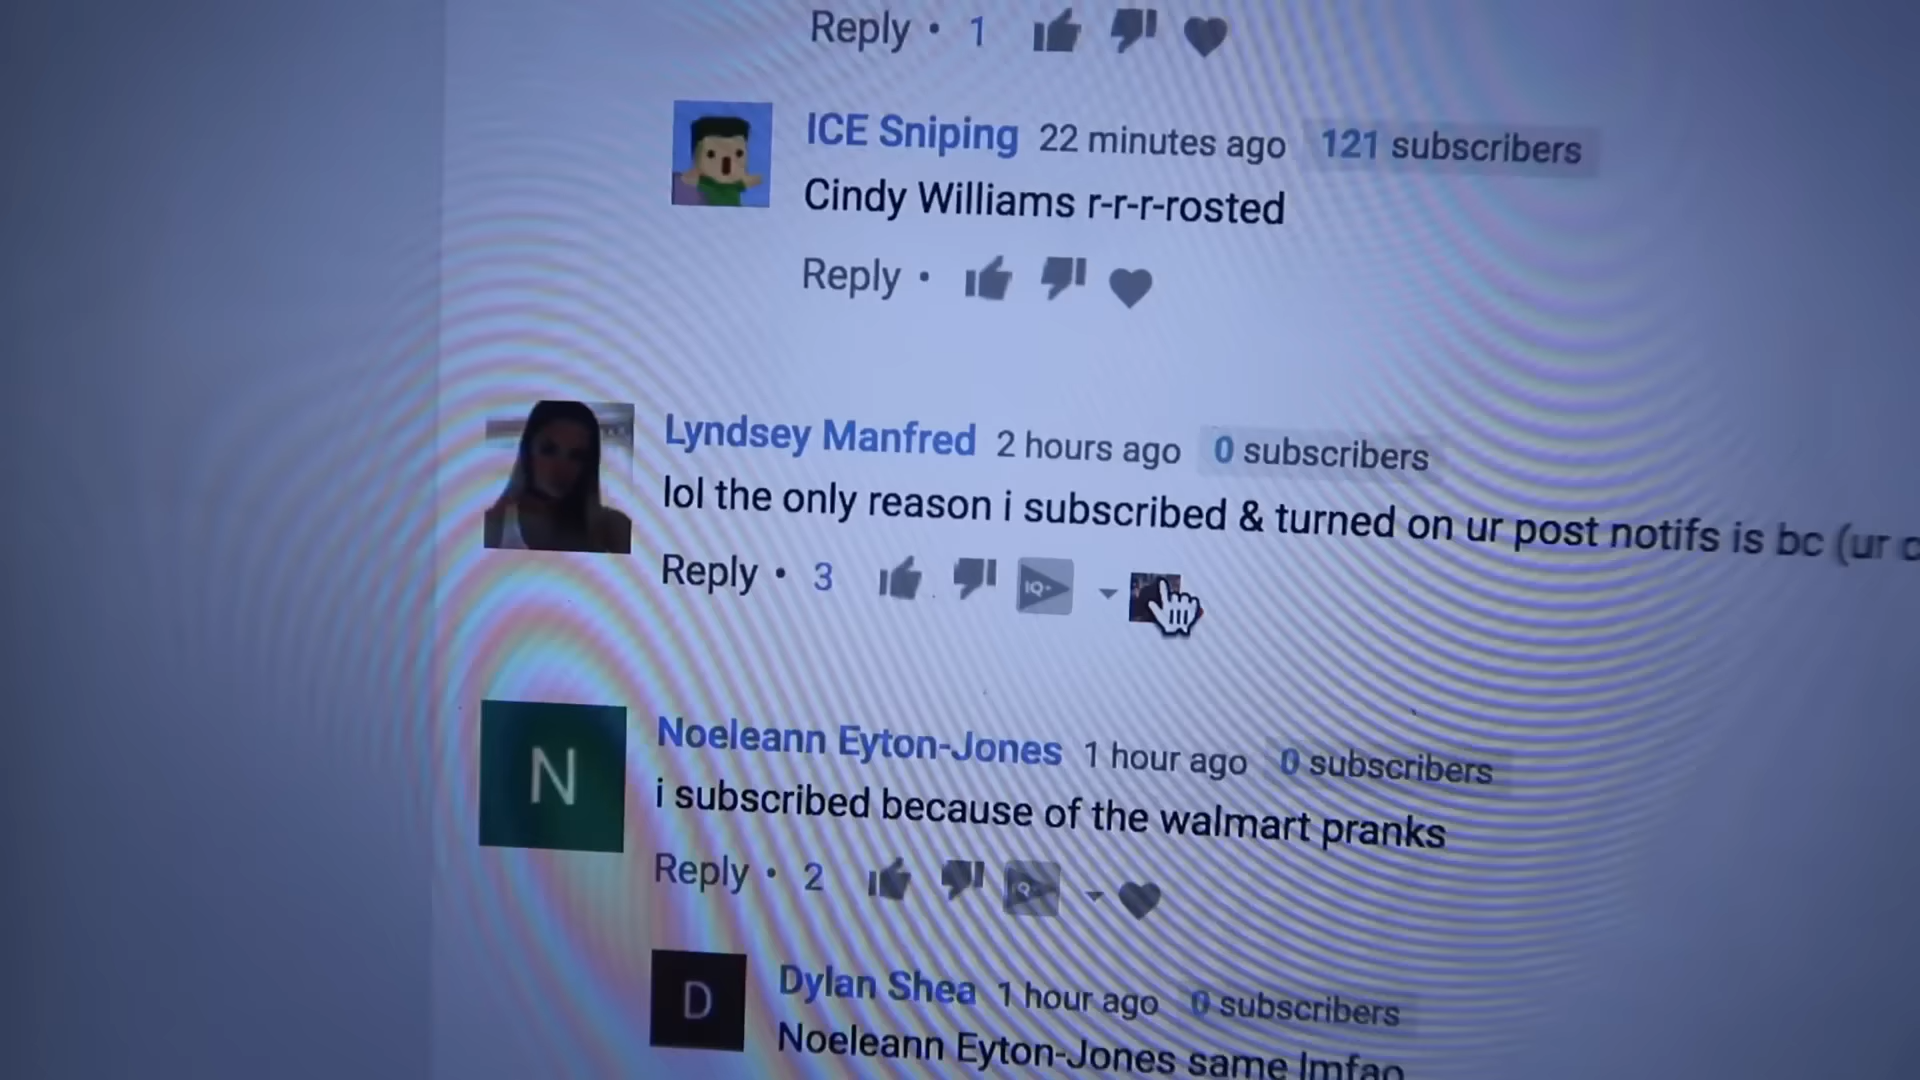 Reply • 1
ICE Sniping 22 minutes ago 121 subscribers
Cindy Williams r-r-r-rosted
Reply •
Lyndsey Manfred 2 hours ago 0 subscribers
lol the only reason i subscribed & turned on ur post notifs is bc (ur
Reply • 3
IQ
N
Noeleann Eyton-Jones 1 hour ago 0 subscribers
i subscribed because of the walmart pranks
Reply • 2
D
Dylan Shea 1 hour ago 0 subscribers
Noeleann Eyton-Jones same lmfao